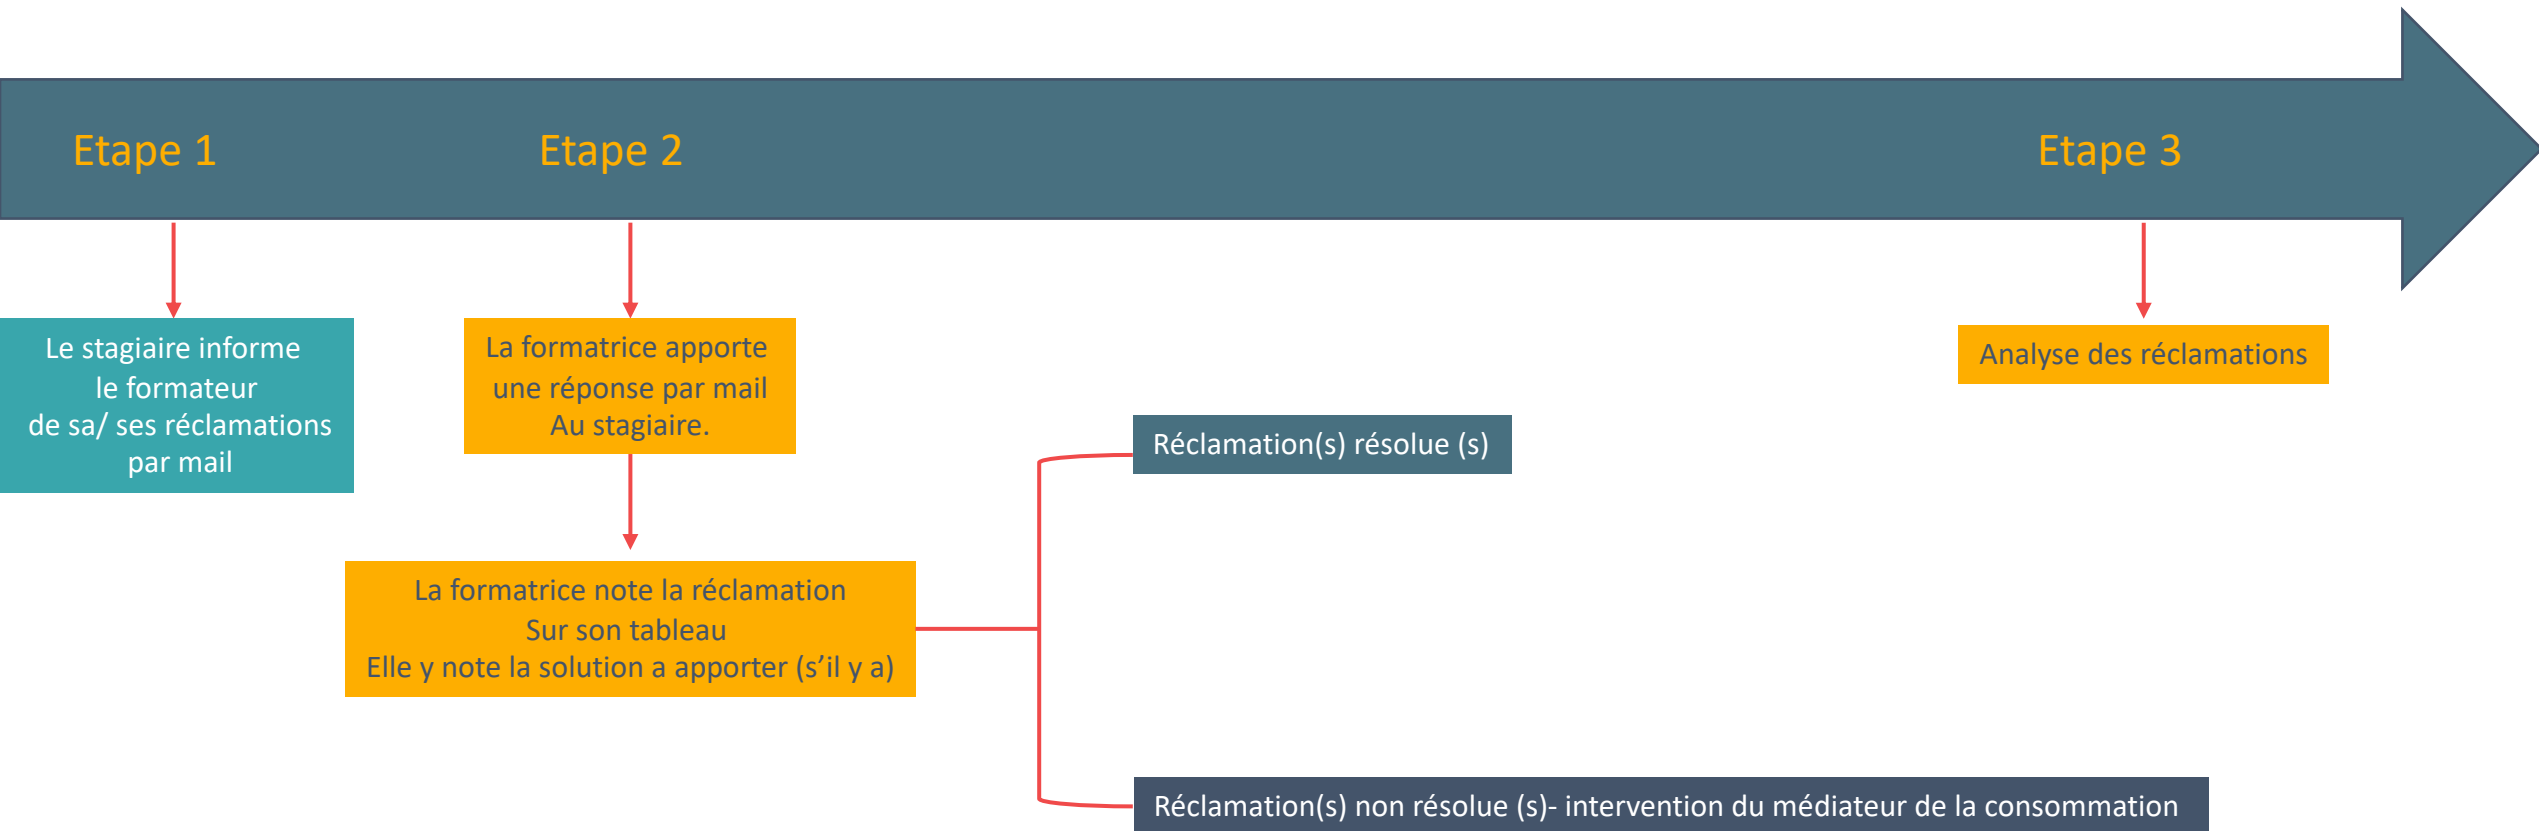 Etape 1
Etape 2
Etape 3
Le stagiaire informe
le formateur
de sa/ ses réclamations
par mail
La formatrice apporte
une réponse par mail
Au stagiaire.
Analyse des réclamations
Réclamation(s) résolue (s)
La formatrice note la réclamation
Sur son tableau
Elle y note la solution a apporter (s’il y a)
Réclamation(s) non résolue (s)- intervention du médiateur de la consommation